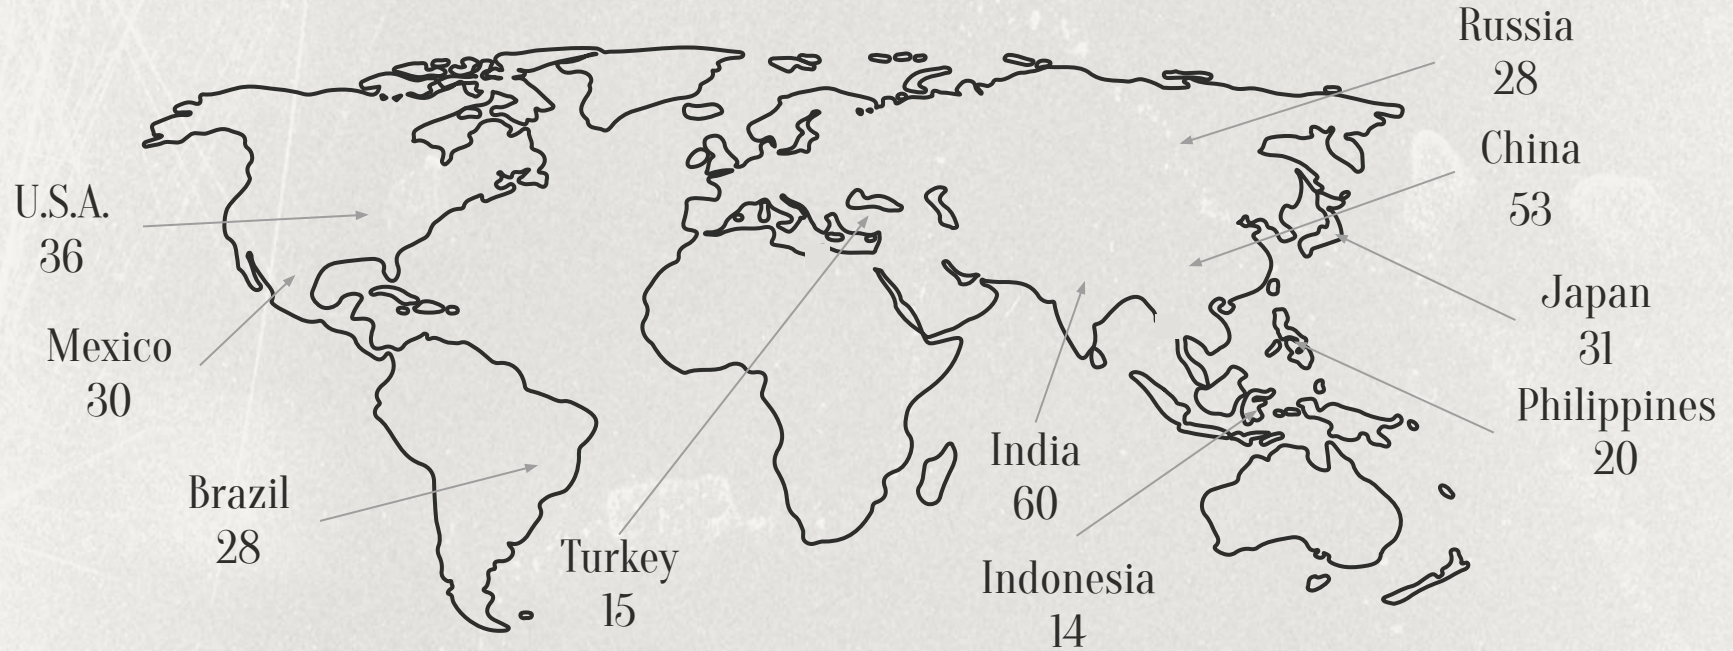 Russia
28
China
53
U.S.A.
36
Japan
31
Mexico
30
Philippines
20
India
60
Brazil
28
Turkey
15
Indonesia
14